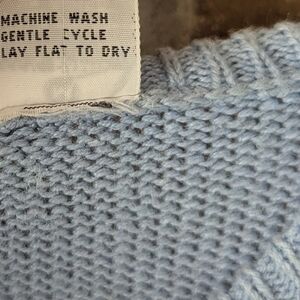 MACHINE WASH
GENTLE CYCLE
LAY FLAT TO DRY